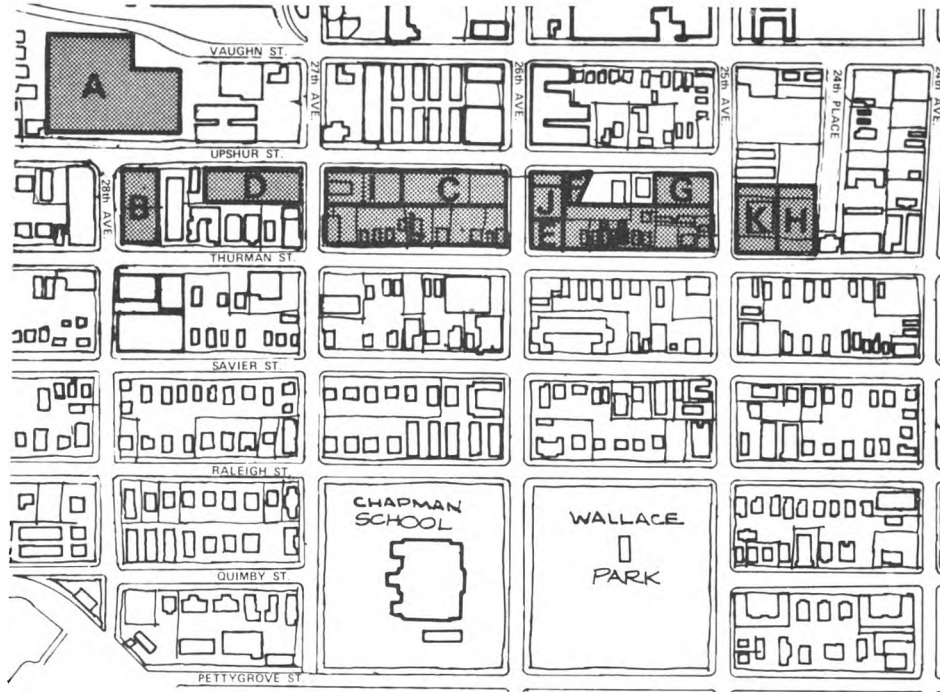 VAUGHN ST.
27th AVE.
26th AVE.
25th AVE.
24th PLACE
24th AVE.
A
UPSHUR ST.
28th AVE.
B
D
I
C
J
F
G
E
K
H
THURMAN ST.
SAVIER ST.
RALEIGH ST.
CHAPMAN
SCHOOL
WALLACE
PARK
QUIMBY ST.
PETTYGROVE ST.